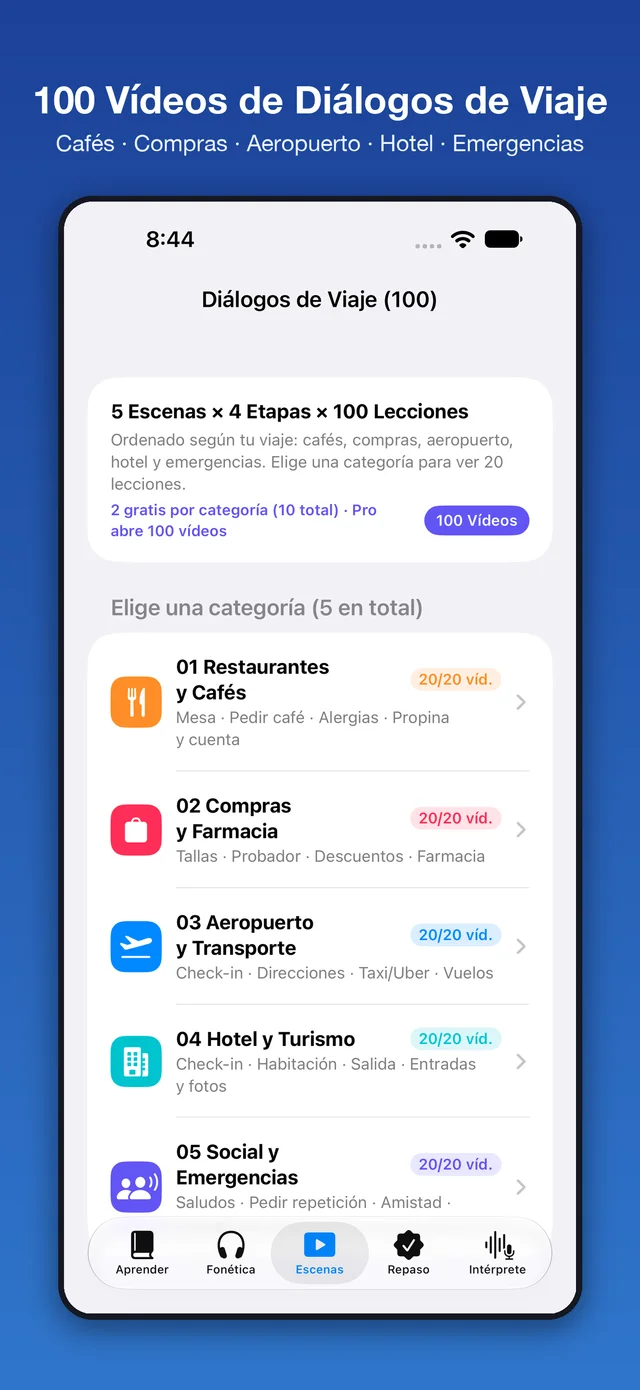 100 Vídeos de Diálogos de Viaje
Cafés · Compras · Aeropuerto · Hotel · Emergencias
8:44
Diálogos de Viaje (100)
5 Escenas × 4 Etapas × 100 Lecciones
Ordenado según tu viaje: cafés, compras, aeropuerto,
hotel y emergencias. Elige una categoría para ver 20
lecciones.
2 gratis por categoría (10 total) · Pro
abre 100 vídeos
100 Vídeos
Elige una categoría (5 en total)
01 Restaurantes
y Cafés
20/20 víd.
Mesa · Pedir café · Alergias · Propina
y cuenta
02 Compras
y Farmacia
20/20 víd.
Tallas · Probador · Descuentos · Farmacia
03 Aeropuerto
y Transporte
20/20 víd.
Check-in · Direcciones · Taxi/Uber · Vuelos
04 Hotel y Turismo
20/20 víd.
Check-in · Habitación · Salida · Entradas
y fotos
05 Social y
Emergencias
20/20 víd.
Saludos · Pedir repetición · Amistad ·
Aprender
Fonética
Escenas
Repaso
Intérprete